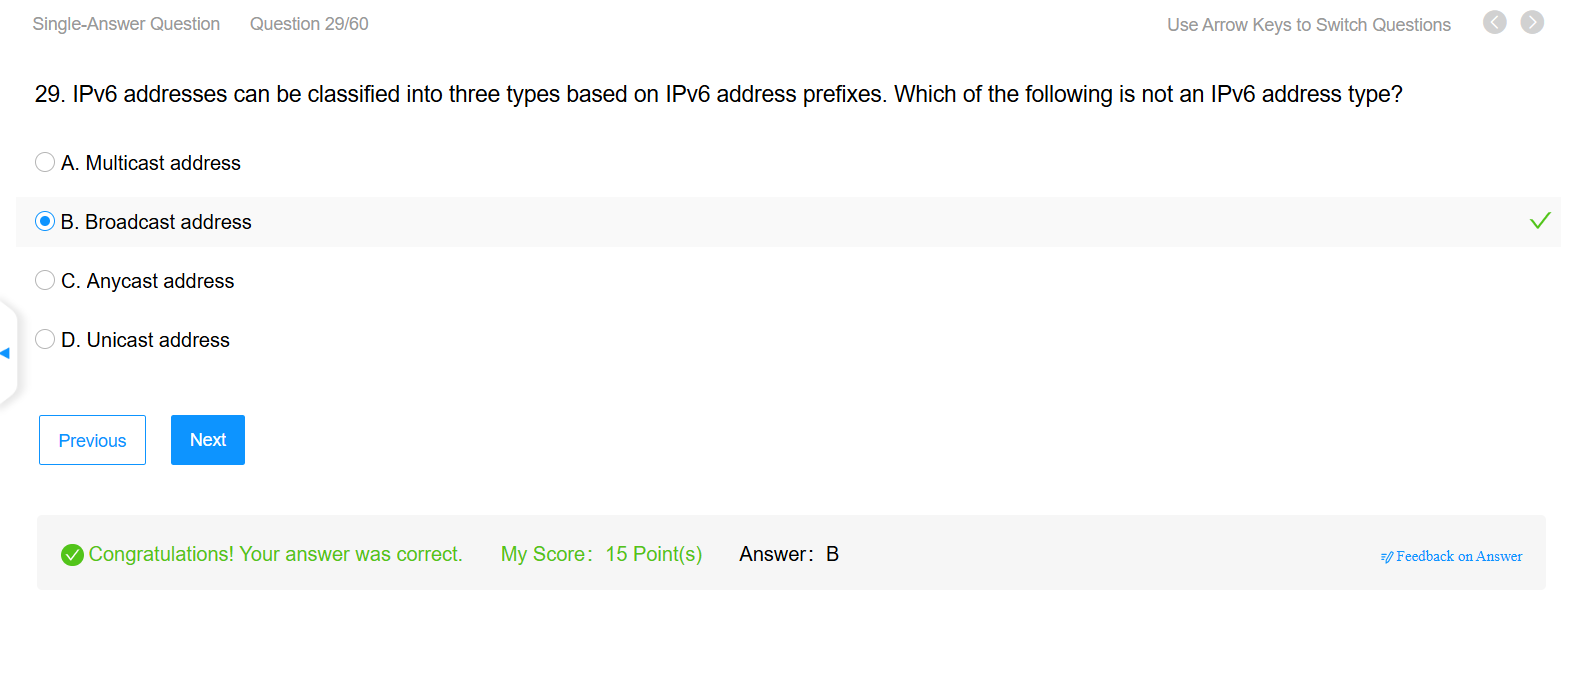 Single-Answer Question Question 29/60 Use Arrow Keys to Switch Questions
29. IPv6 addresses can be classified into three types based on IPv6 address prefixes. Which of the following is not an IPv6 address type?
A. Multicast address
B. Broadcast address
C. Anycast address
D. Unicast address
Previous Next
Congratulations! Your answer was correct. My Score: 15 Point(s) Answer: B Feedback on Answer